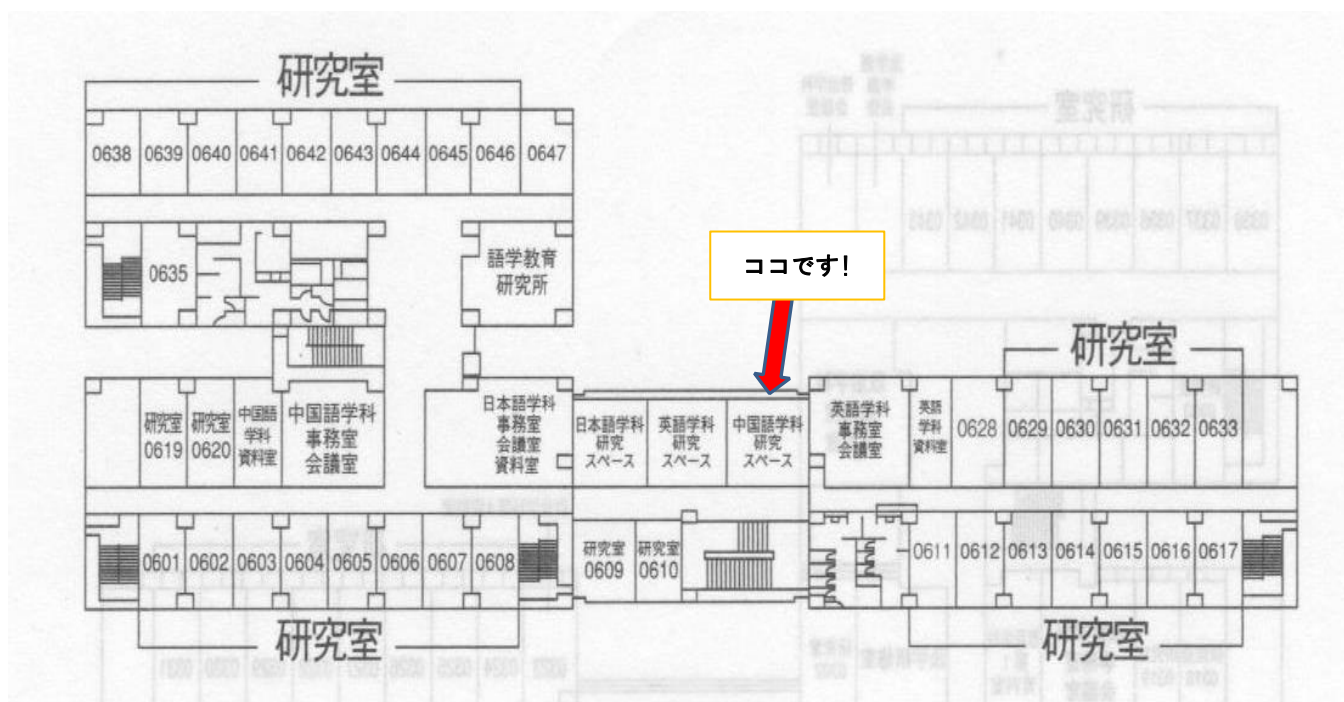 研究室
0638 0639 0640 0641 0642 0643 0644 0645 0646 0647
0635
語学教育
研究所
ココです!
研究室
研究室
0619
研究室
0620
中国語
学科
資料室
中国語学科
事務室
会議室
日本語学科
事務室
会議室
資料室
日本語学科
研究
スペース
英語学科
研究
スペース
中国語学科
研究
スペース
英語学科
事務室
会議室
英語
学科
資料室
0628 0629 0630 0631 0632 0633
0601 0602 0603 0604 0605 0606 0607 0608
研究室
0609
研究室
0610
0611 0612 0613 0614 0615 0616 0617
研究室
研究室